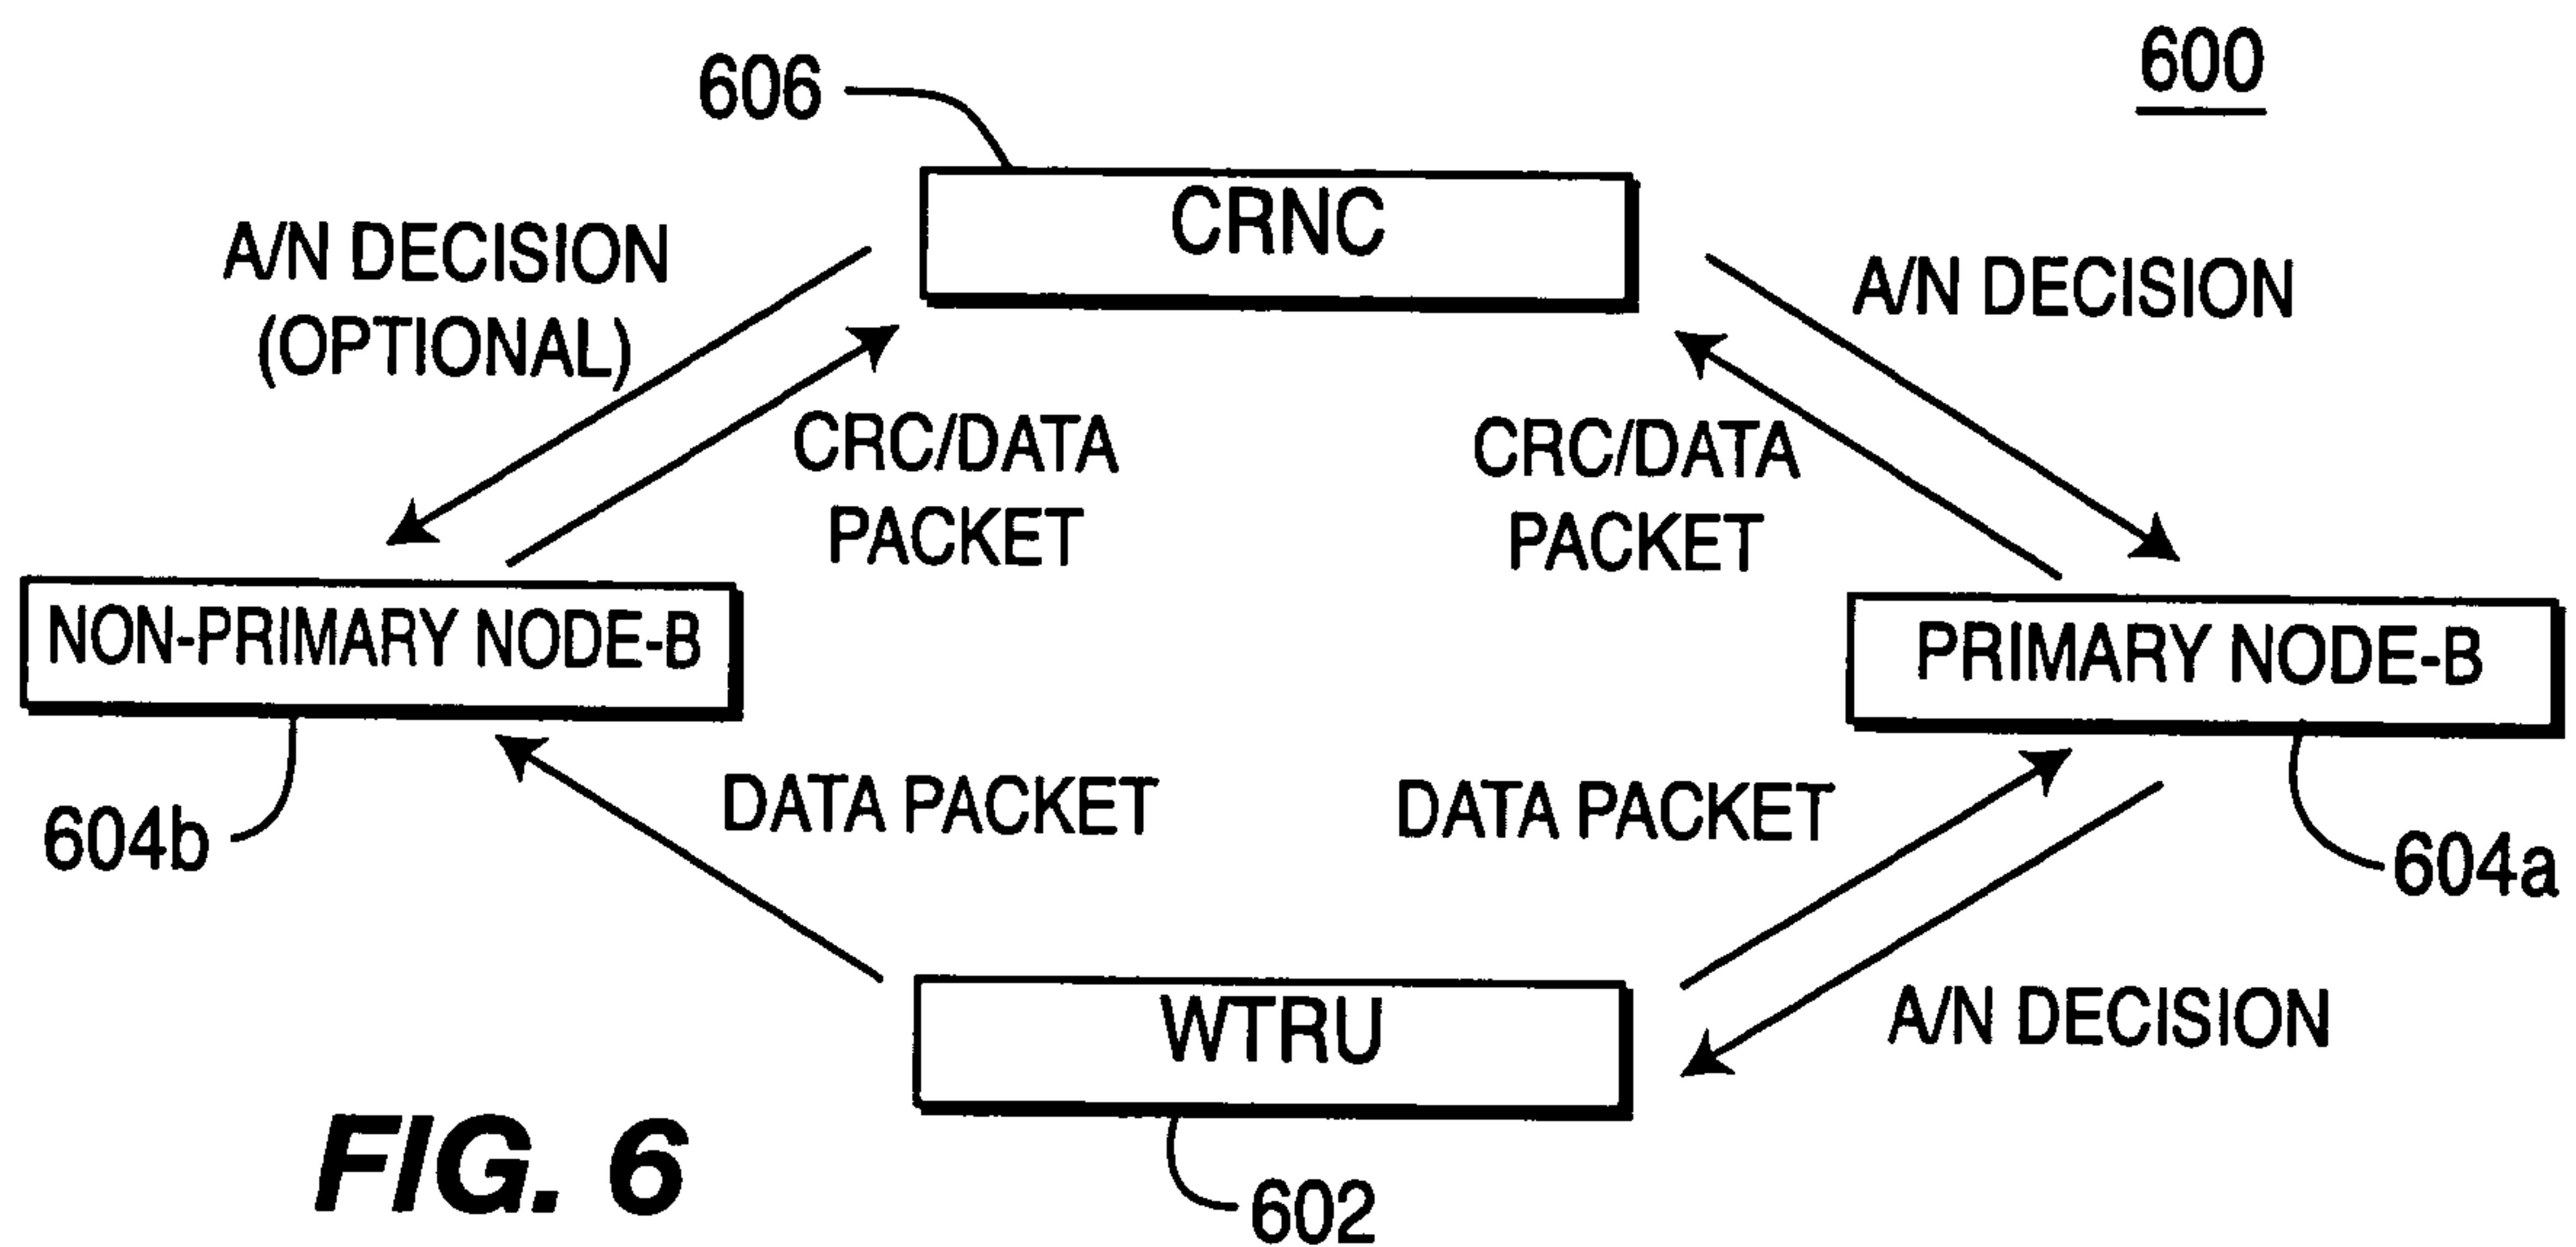 600
606
CRNC
A/N DECISION
(OPTIONAL)
A/N DECISION
CRC/DATA
PACKET
CRC/DATA
PACKET
NON-PRIMARY NODE-B
PRIMARY NODE-B
604b
DATA PACKET
DATA PACKET
604a
WTRU
A/N DECISION
602
FIG. 6